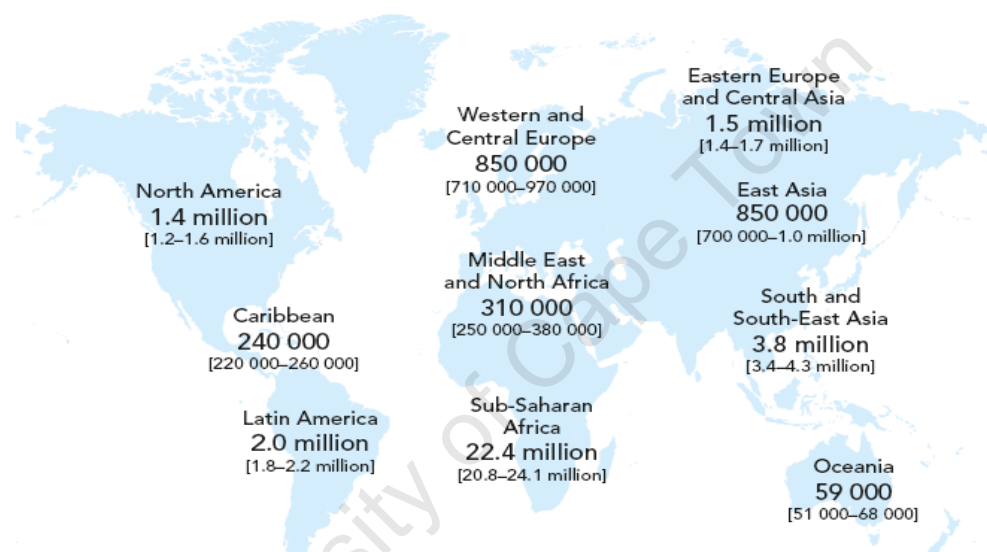 North America
1.4 million
[1.2–1.6 million]
Caribbean
240 000
[220 000–260 000]
Latin America
2.0 million
[1.8–2.2 million]
Western and
Central Europe
850 000
[710 000–970 000]
Middle East
and North Africa
310 000
[250 000–380 000]
Sub-Saharan
Africa
22.4 million
[20.8–24.1 million]
Eastern Europe
and Central Asia
1.5 million
[1.4–1.7 million]
East Asia
850 000
[700 000–1.0 million]
South and
South-East Asia
3.8 million
[3.4–4.3 million]
Oceania
59 000
[51 000–68 000]
sity of Cape Town